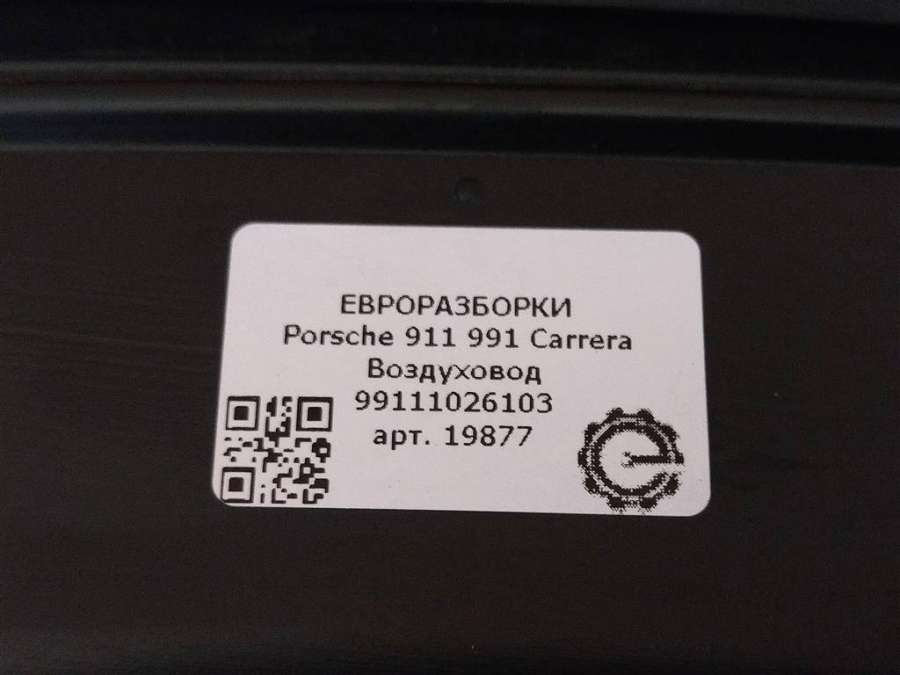 ЕВРОРАЗБОРКИ
Porsche 911 991 Carrera
Воздуховод
99111026103
арт. 19877